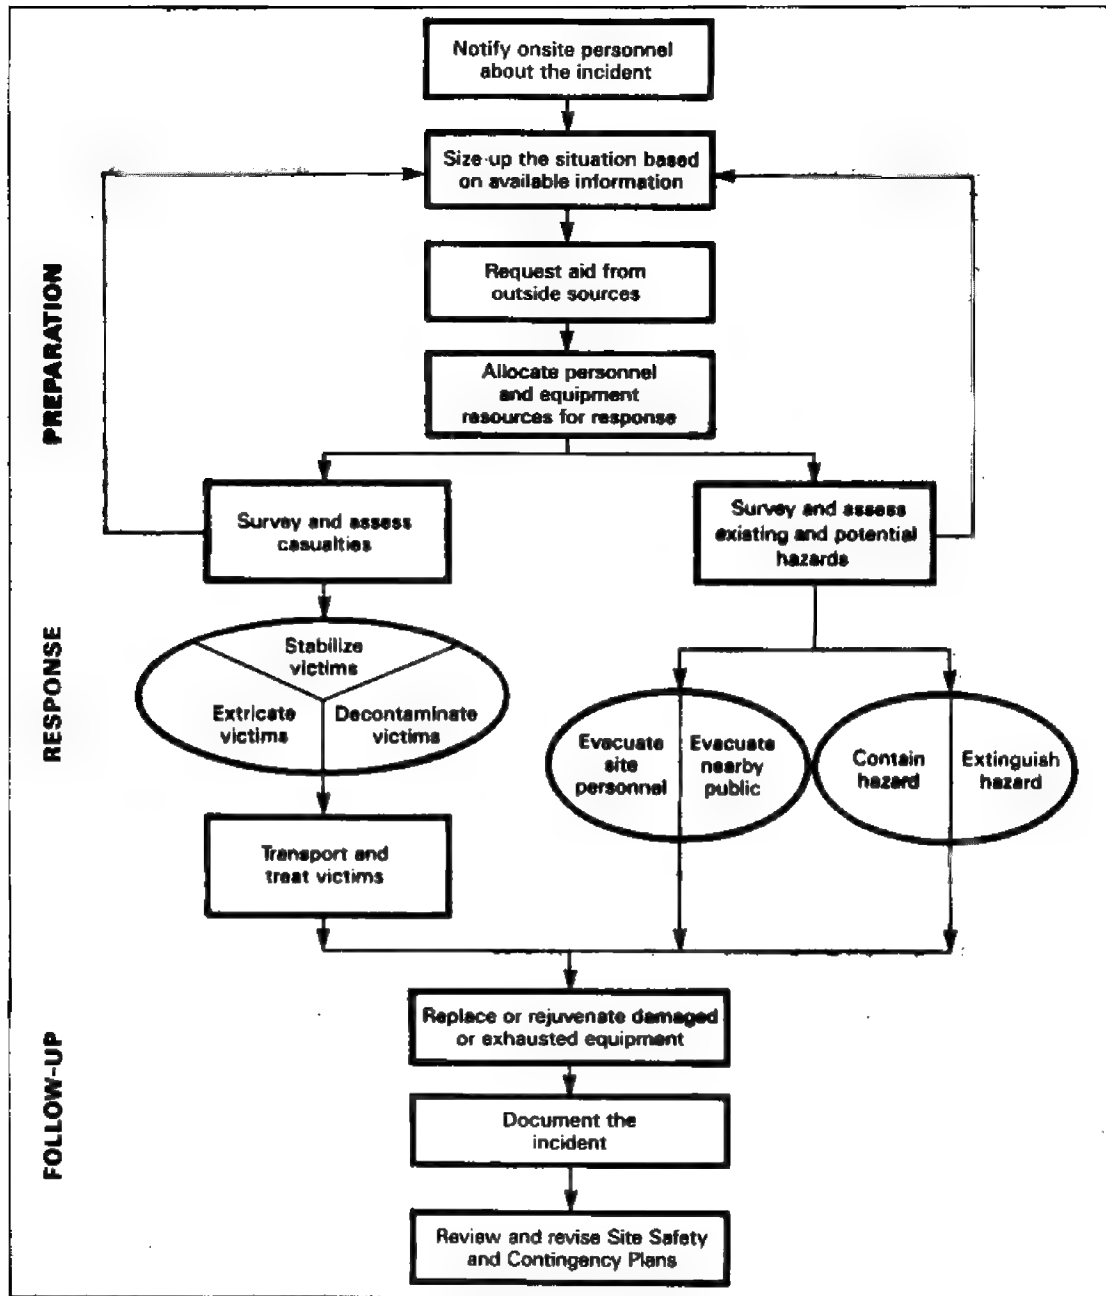 Notify onsite personnel
about the incident
Size-up the situation based
on available information
Request aid from
outside sources
Allocate personnel
and equipment
resources for response
PREPARATION
Survey and assess
casualties
Survey and assess
existing and potential
hazards
RESPONSE
Stabilize
victims
Extricate
victims
Decontaminate
victims
Evacuate
site
personnel
Evacuate
nearby
public
Contain
hazard
Extinguish
hazard
Transport and
treat victims
FOLLOW-UP
Replace or rejuvenate damaged
or exhausted equipment
Document the
incident
Review and revise Site Safety
and Contingency Plans